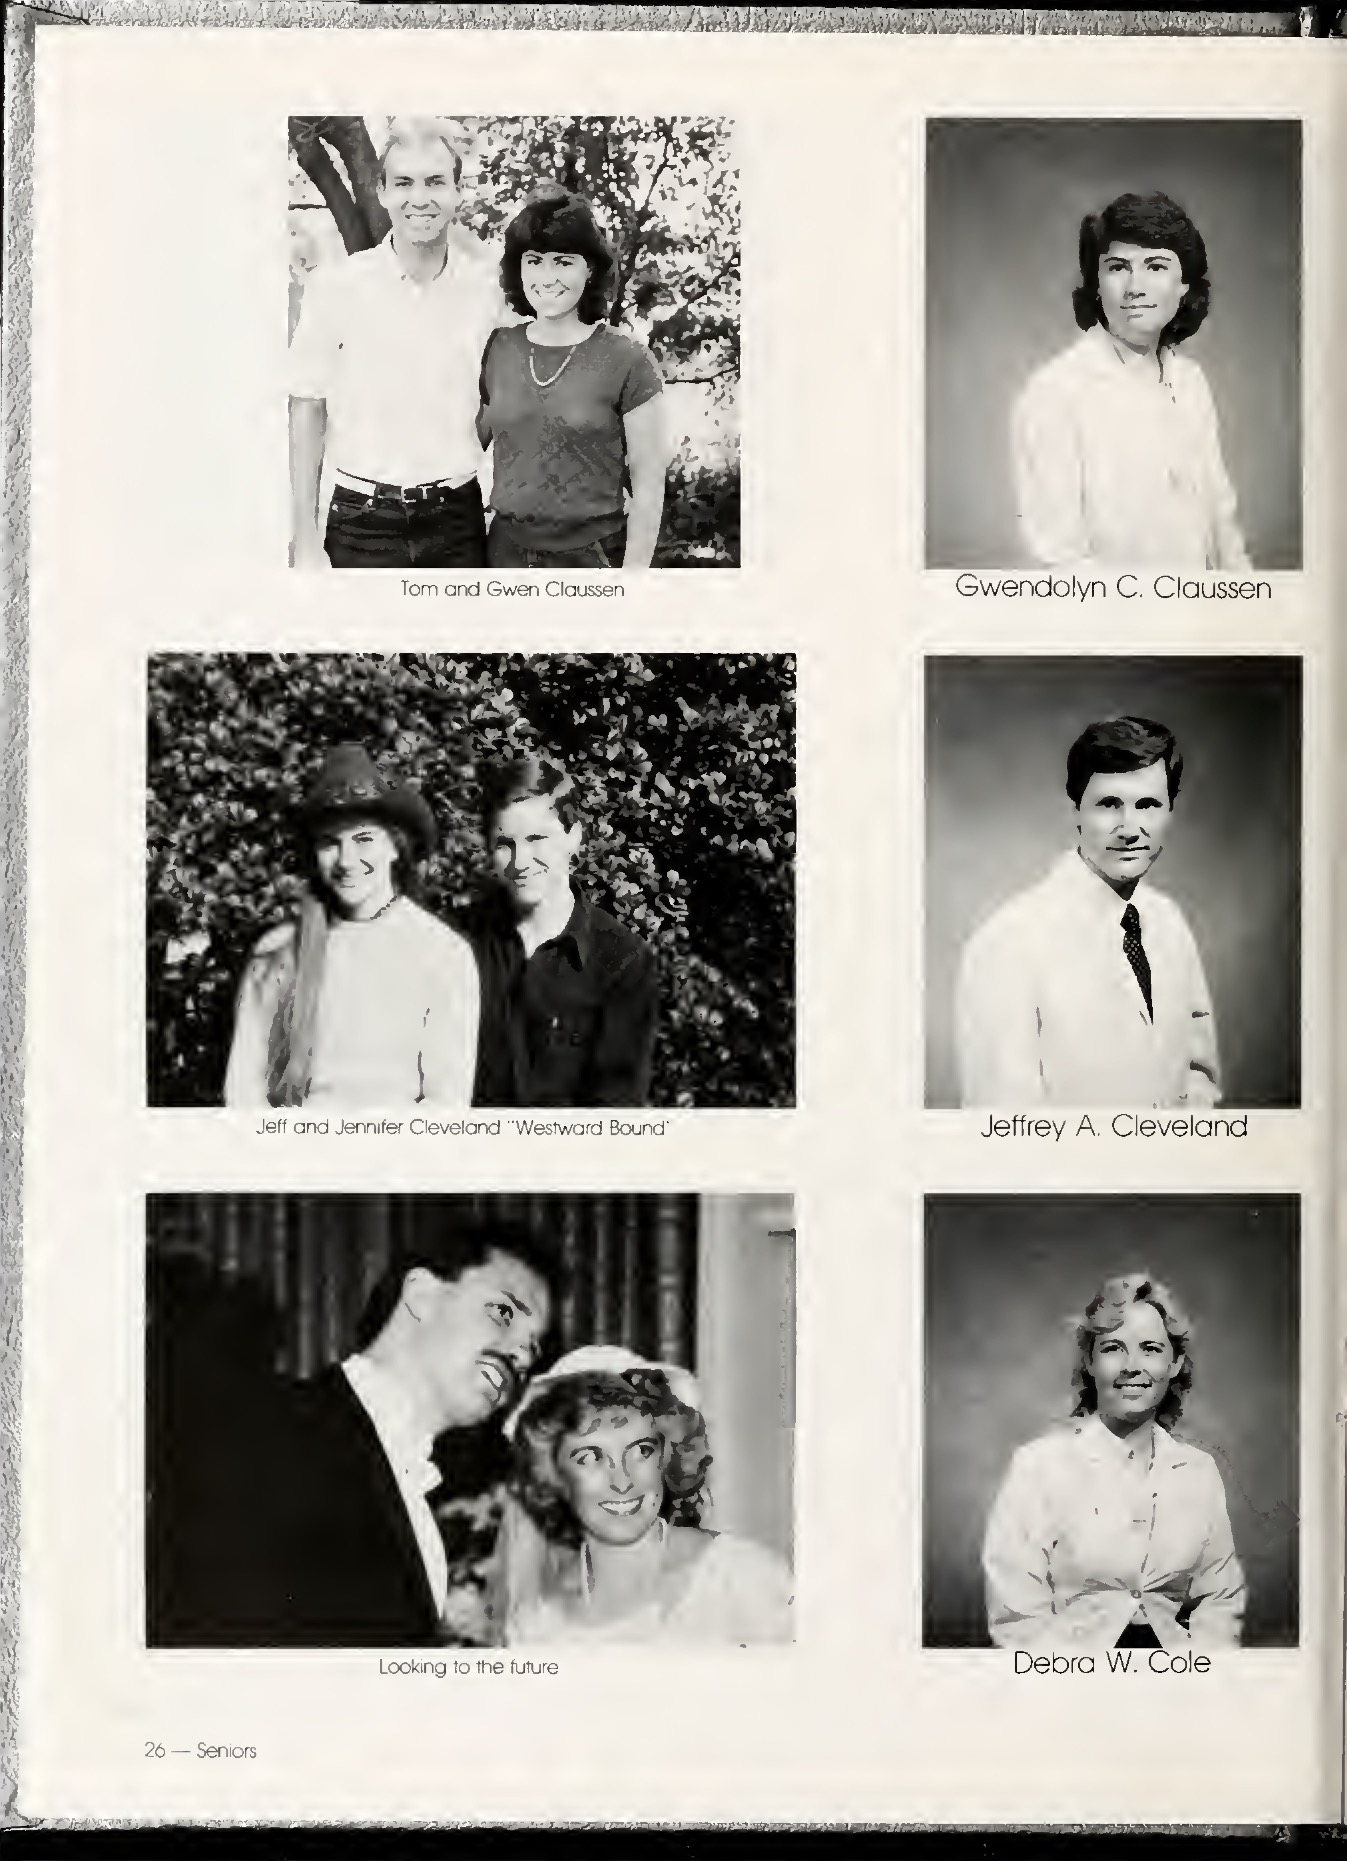 Tom and Gwen Claussen
Gwendolyn C. Claussen
Jeff and Jennifer Cleveland "Westward Bound"
Jeffrey A. Cleveland
Looking to the future
Debra W. Cole
26 — Seniors